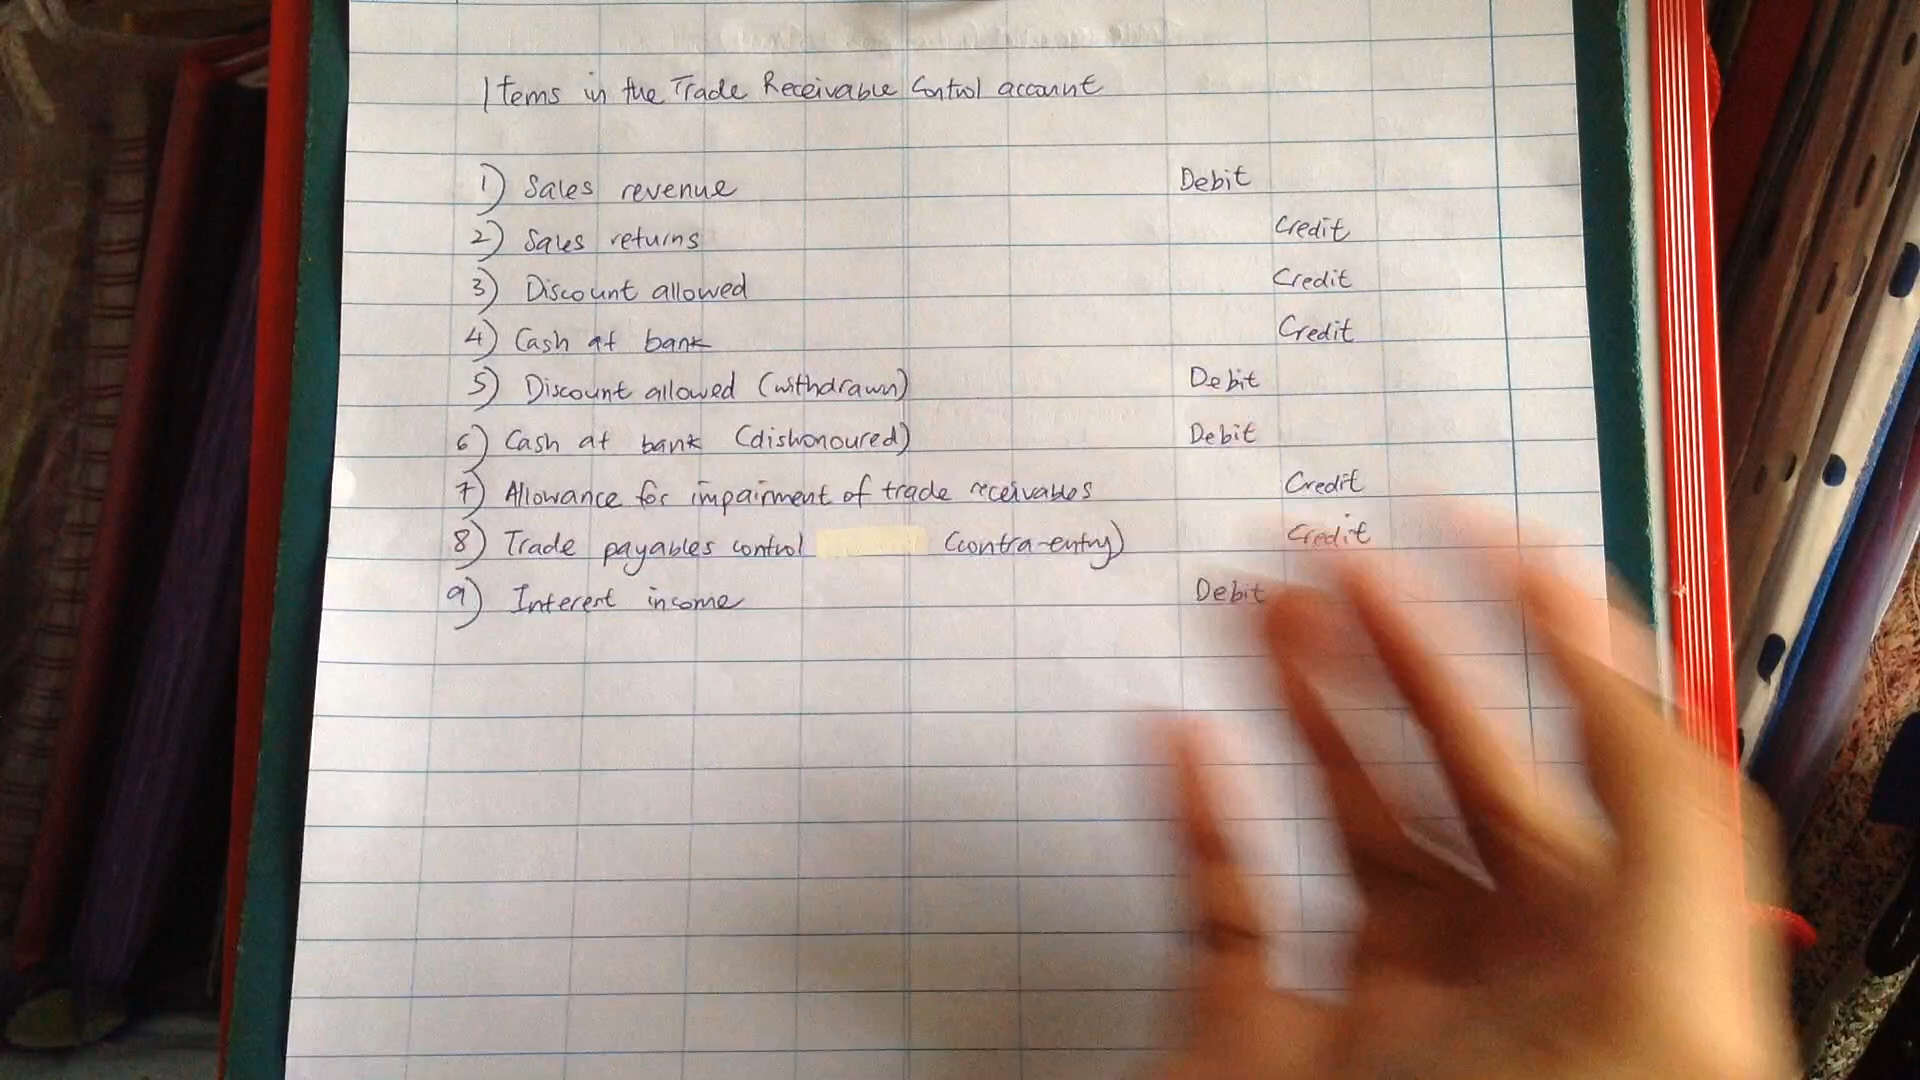 Items in the Trade Receivable Control account
1) Sales revenue Debit
2) Sales returns Credit
3) Discount allowed Credit
4) Cash at bank Credit
5) Discount allowed (withdrawn) Debit
6) Cash at bank (dishonoured) Debit
7) Allowance for impairment of trade receivables Credit
8) Trade payables control (contra-entry) Credit
9) Interest income Debit